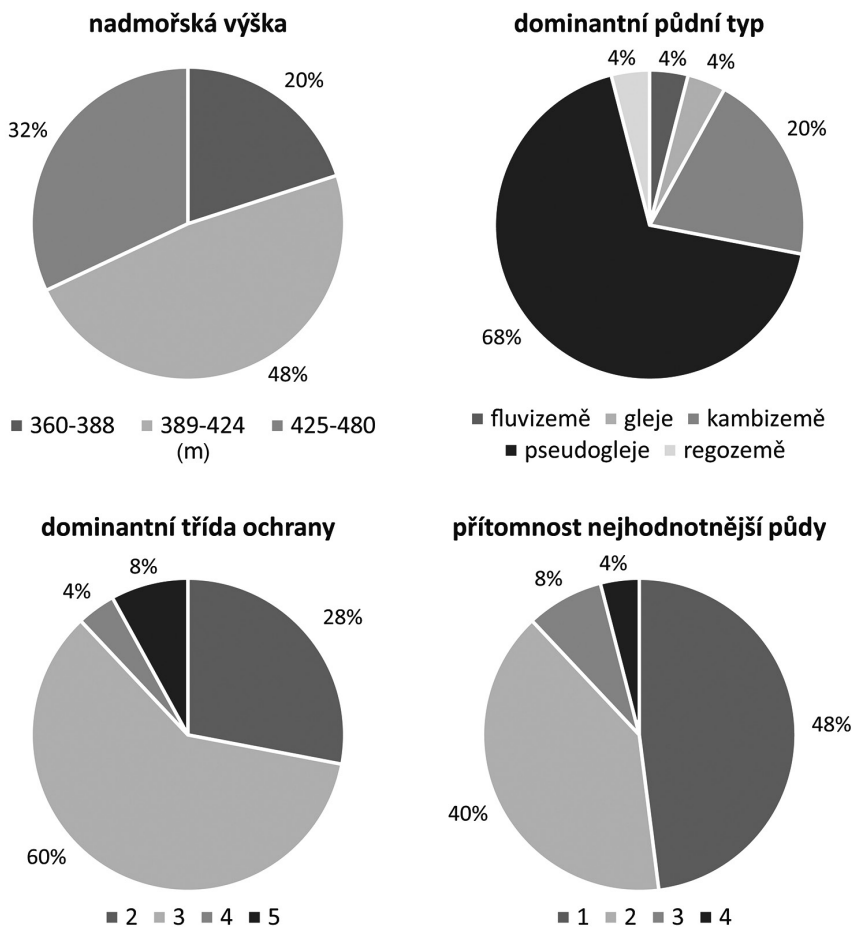 nadmořská výška
20%
32%
48%
360-388 389-424 425-480
(m)
dominantní půdní typ
4% 4% 4%
20%
68%
fluvizemě gleje kambizemě
pseudogleje regozemě
dominantní třída ochrany
8%
4%
28%
60%
2 3 4 5
přítomnost nejhodnotnější půdy
4%
8%
48%
40%
1 2 3 4